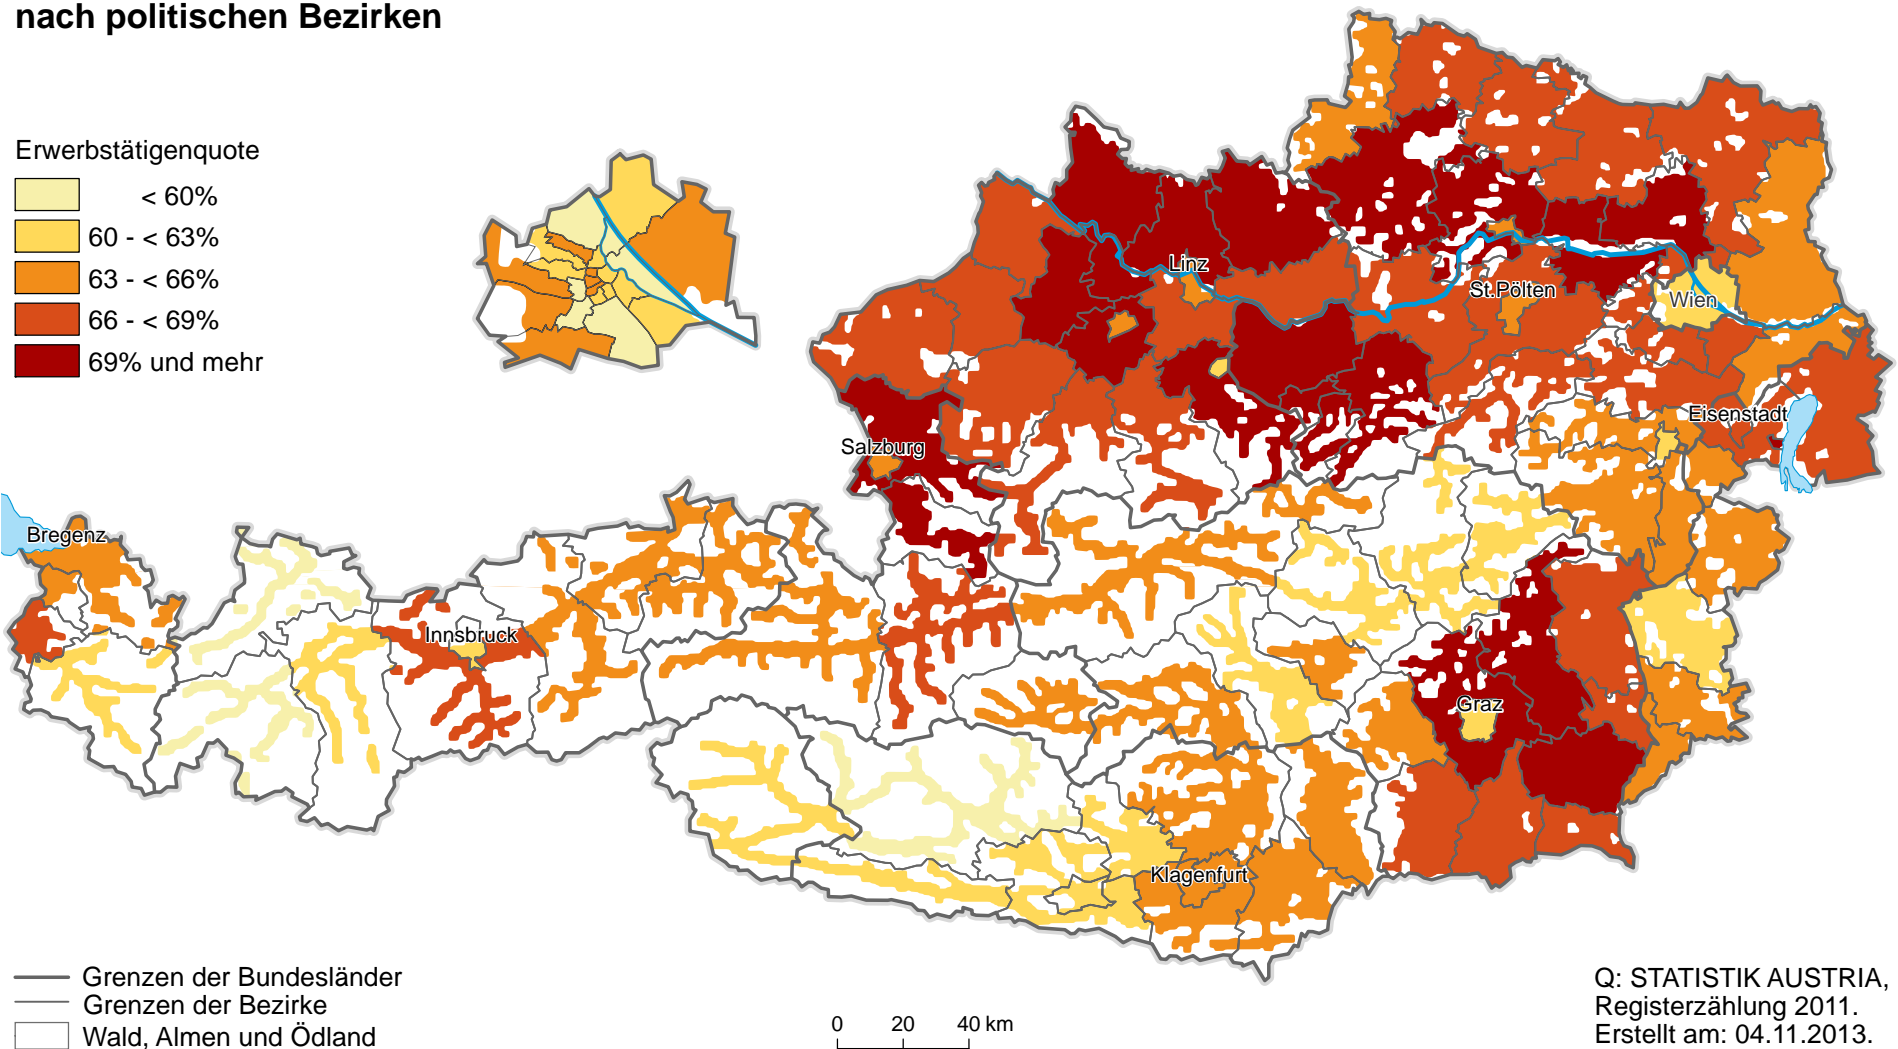 nach politischen Bezirken
Erwerbstätigenquote
< 60%
60 - < 63%
63 - < 66%
66 - < 69%
69% und mehr
Linz
St.Pölten
Wien
Eisenstadt
Salzburg
Bregenz
Innsbruck
Graz
Klagenfurt
Grenzen der Bundesländer
Grenzen der Bezirke
Wald, Almen und Ödland
0 20 40 km
Q: STATISTIK AUSTRIA,
Registerzählung 2011.
Erstellt am: 04.11.2013.